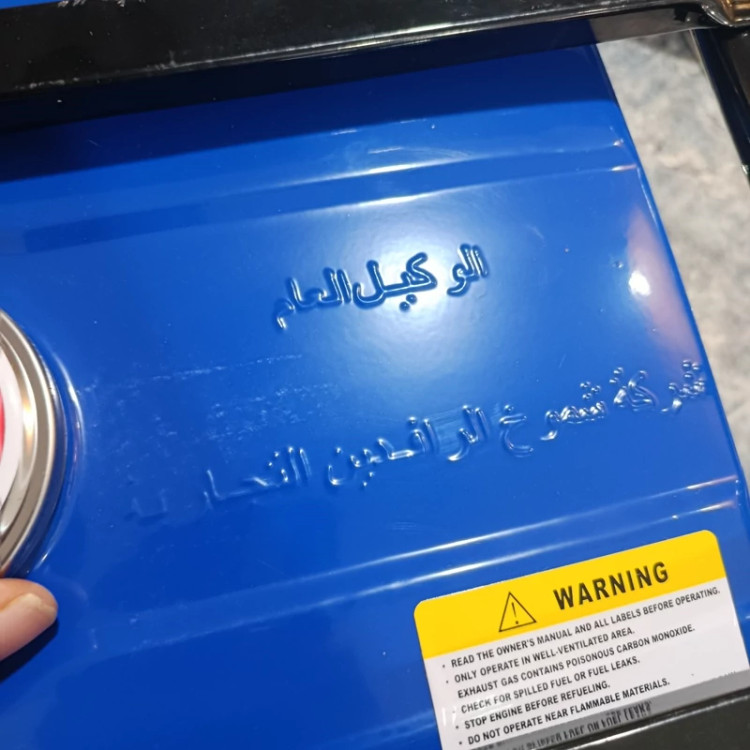 الوكيل العام
شركة شموخ الرافدين التجارية
WARNING
· READ THE OWNER'S MANUAL AND ALL LABELS BEFORE OPERATING.
· ONLY OPERATE IN WELL-VENTILATED AREA.
EXHAUST GAS CONTAINS POISONOUS CARBON MONOXIDE.
· CHECK FOR SPILLED FUEL OR FUEL LEAKS.
· STOP ENGINE BEFORE REFUELING.
· DO NOT OPERATE NEAR FLAMMABLE MATERIALS.